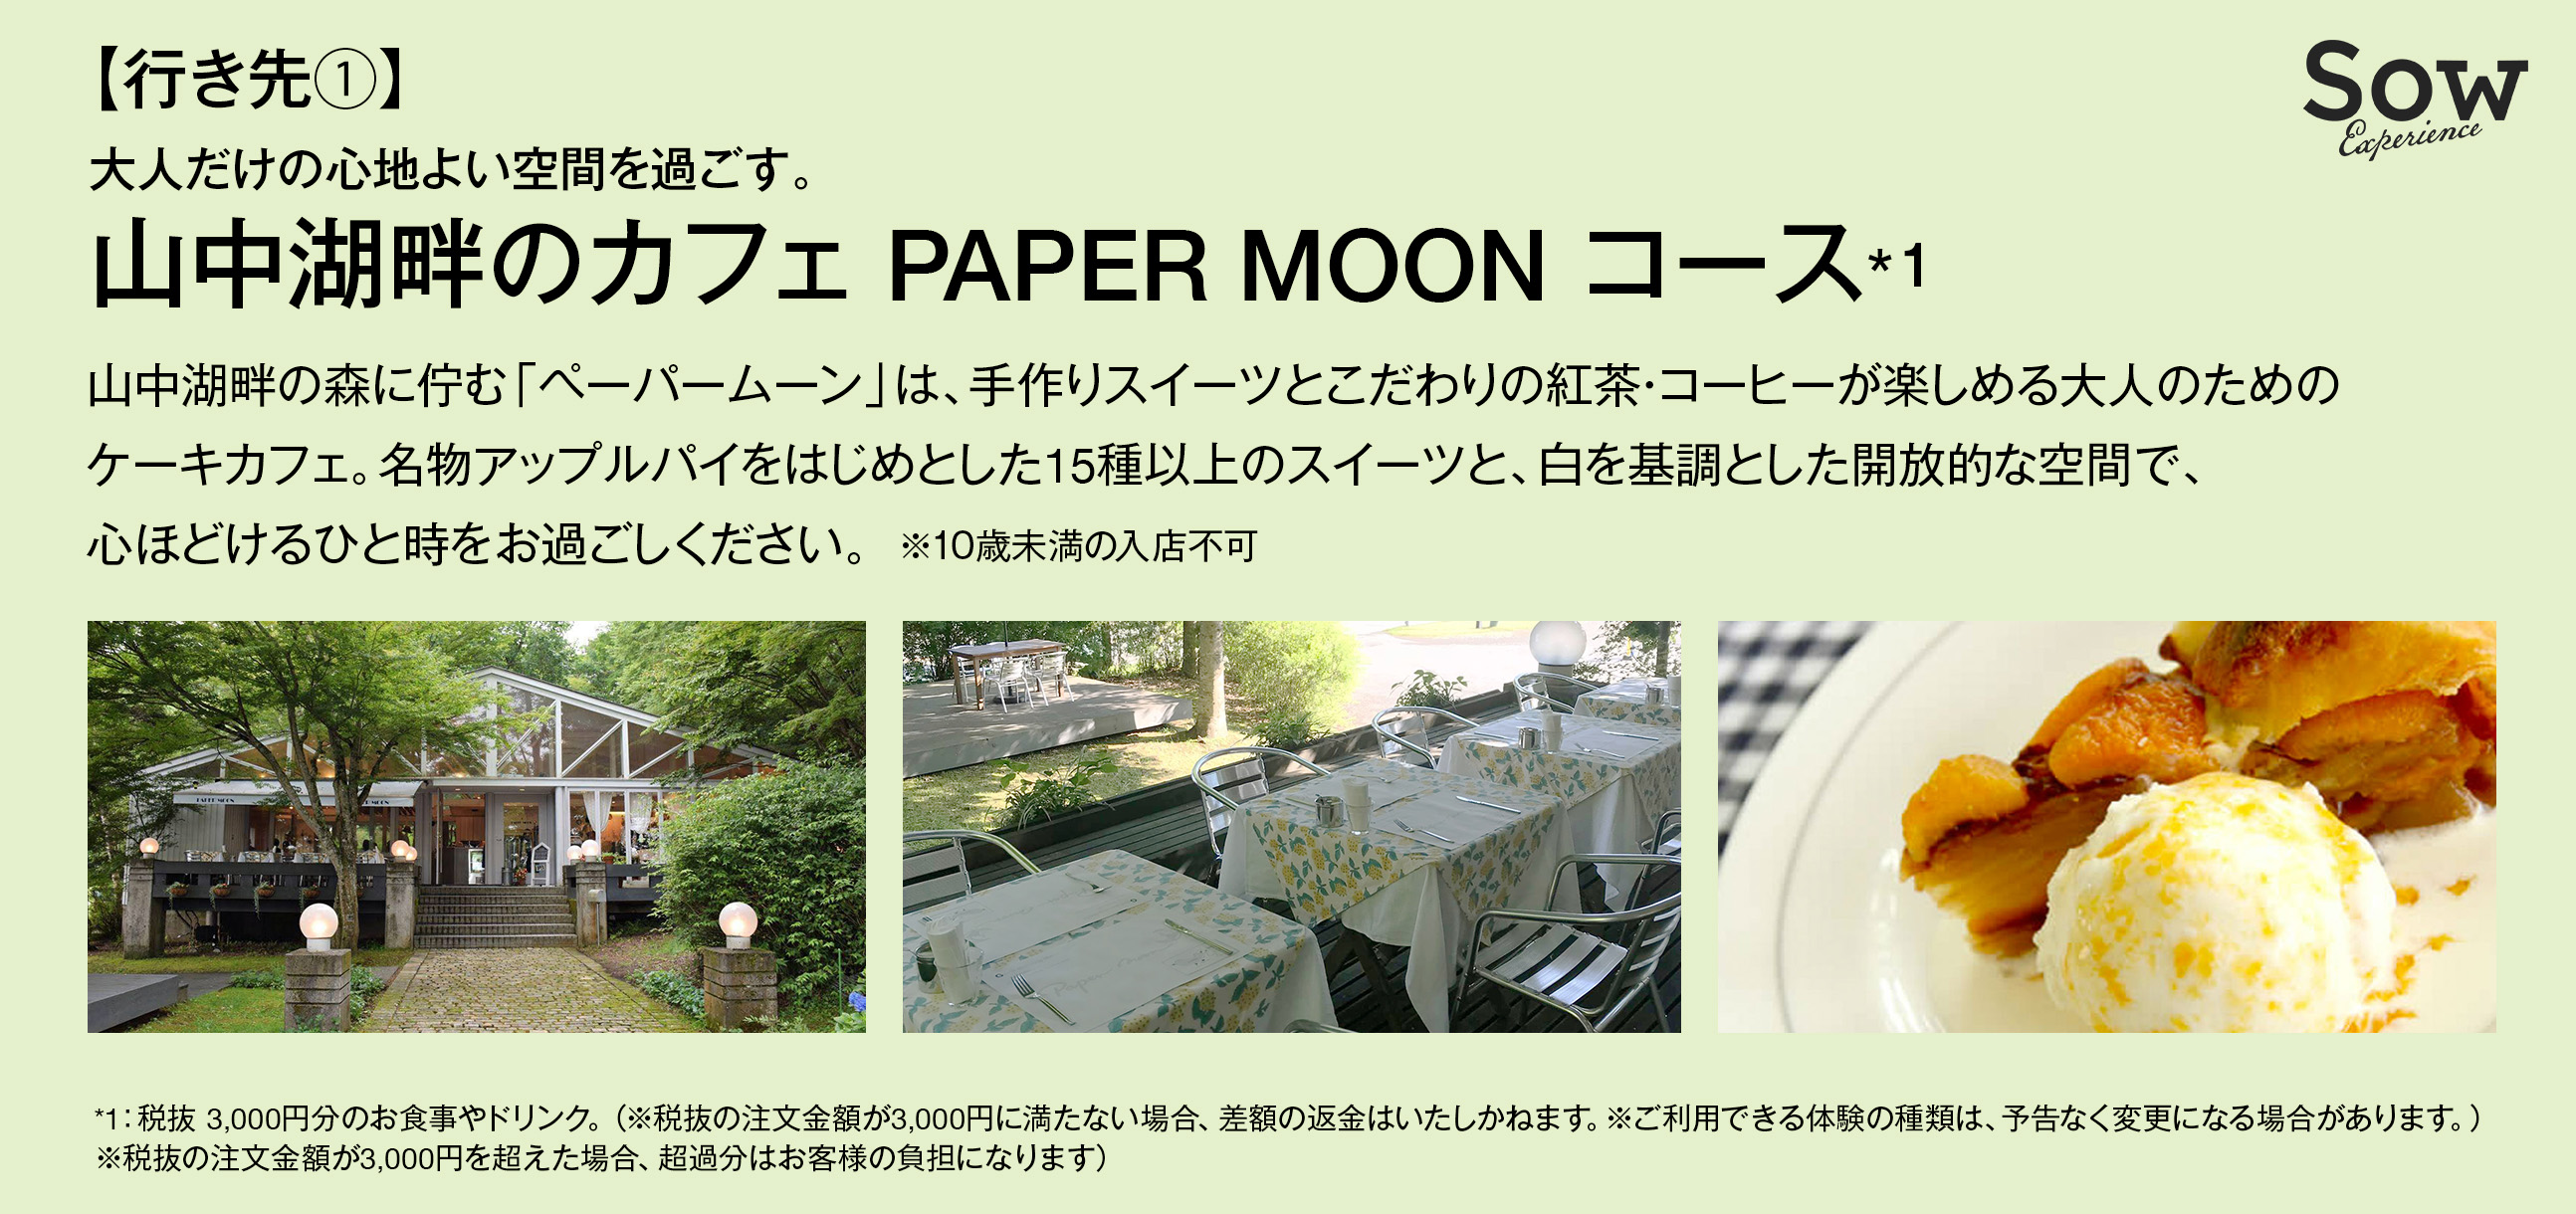 【行き先①】
Sow
Experience
大人だけの心地よい空間を過ごす。
山中湖畔のカフェ PAPER MOON コース*1
山中湖畔の森に佇む「ペーパームーン」は、手作りスイーツとこだわりの紅茶・コーヒーが楽しめる大人のための
ケーキカフェ。名物アップルパイをはじめとした15種以上のスイーツと、白を基調とした開放的な空間で、
心ほどけるひと時をお過ごしください。 ※10歳未満の入店不可
PAPER MOON
*1：税抜 3,000円分のお食事やドリンク。（※税抜の注文金額が3,000円に満たない場合、差額の返金はいたしかねます。※ご利用できる体験の種類は、予告なく変更になる場合があります。）
※税抜の注文金額が3,000円を超えた場合、超過分はお客様の負担になります）